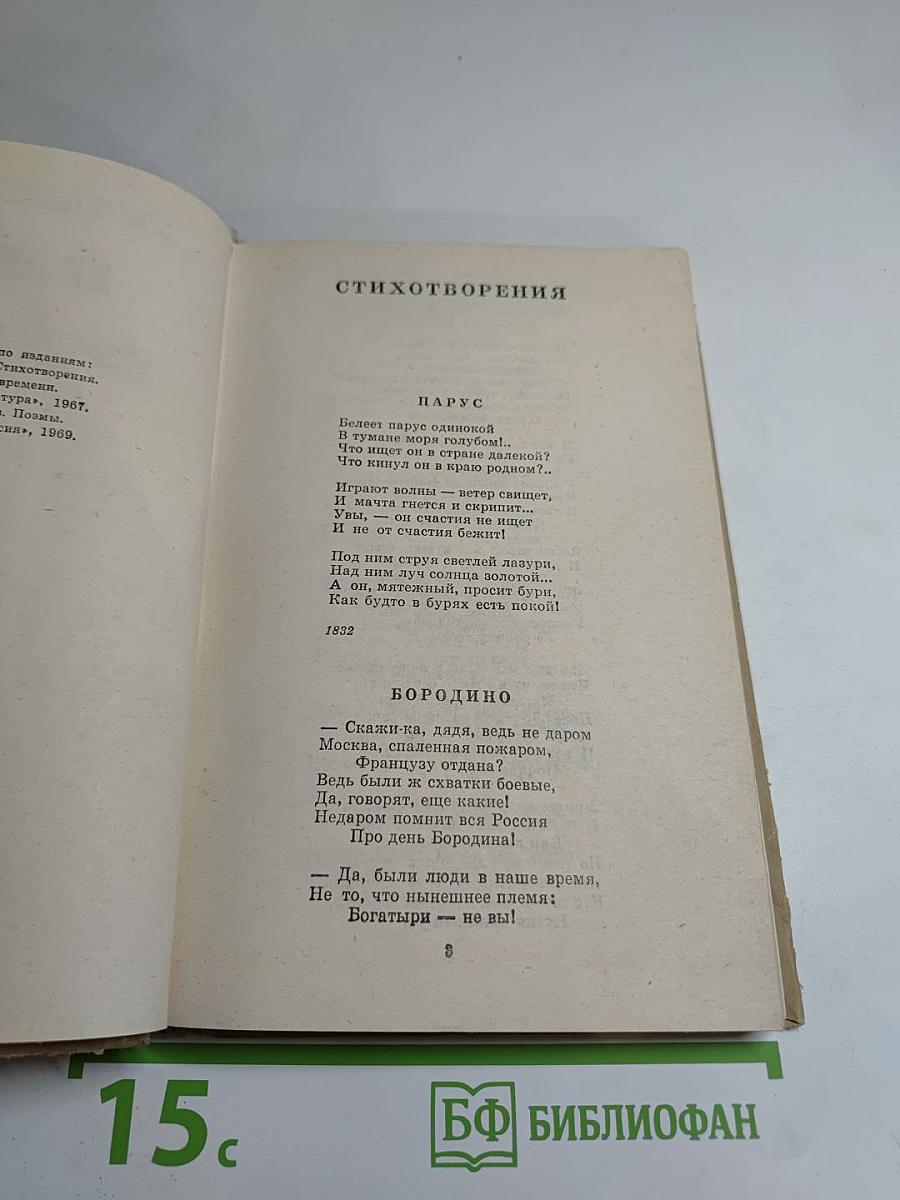 по изданиям:
Стихотворения.
времени.
тура», 1967.
. Поэмы.
сия», 1969.
СТИХОТВОРЕНИЯ
ПАРУС
Белеет парус одинокой
В тумане моря голубом!..
Что ищет он в стране далекой?
Что кинул он в краю родном?..
Играют волны — ветер свищет,
И мачта гнется и скрипит...
Увы, — он счастия не ищет
И не от счастия бежит!
Под ним струя светлей лазури,
Над ним луч солнца золотой...
А он, мятежный, просит бури,
Как будто в бурях есть покой!
1832
БОРОДИНО
— Скажи-ка, дядя, ведь не даром
Москва, спаленная пожаром,
Французу отдана?
Ведь были ж схватки боевые,
Да, говорят, еще какие!
Недаром помнит вся Россия
Про день Бородина!
— Да, были люди в наше время,
Не то, что нынешнее племя:
Богатыри — не вы!
3
15 с
БФ БИБЛИОФАН